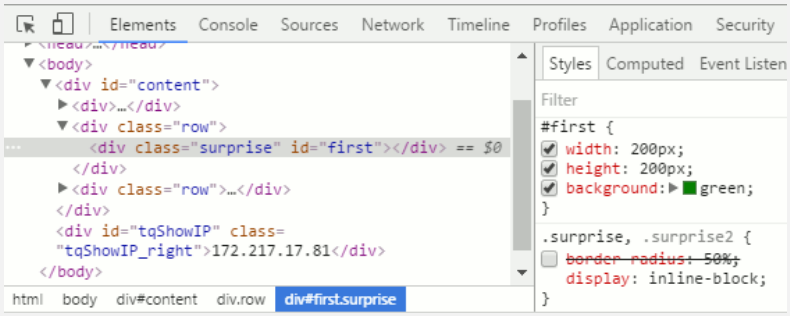 Elements Console Sources Network Timeline Profiles Application Security
<head>…</head>
<body>
<div id="content">
<div>…</div>
<div class="row">
<div class="surprise" id="first"></div> == $0
</div>
<div class="row">…</div>
</div>
<div id="tqShowIP" class=
"tqShowIP_right">172.217.17.81</div>
</body>
html body div#content div.row div#first.surprise
Styles Computed Event Listen
Filter
#first {
width: 200px;
height: 200px;
background: green;
}
.surprise, .surprise2 {
border-radius: 50%;
display: inline-block;
}